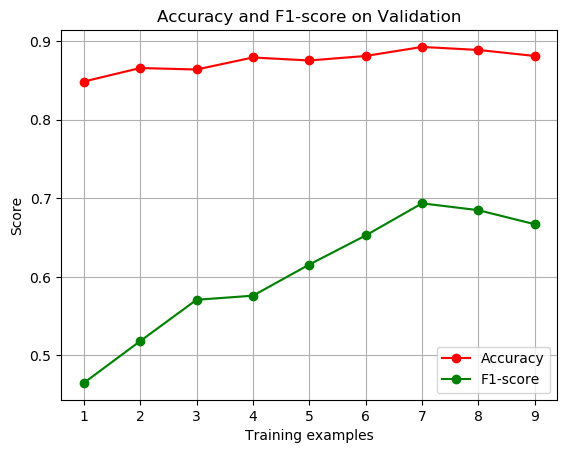 Accuracy and F1-score on Validation
Score
0.9
0.8
0.7
0.6
0.5
1 2 3 4 5 6 7 8 9
Training examples
Accuracy
F1-score